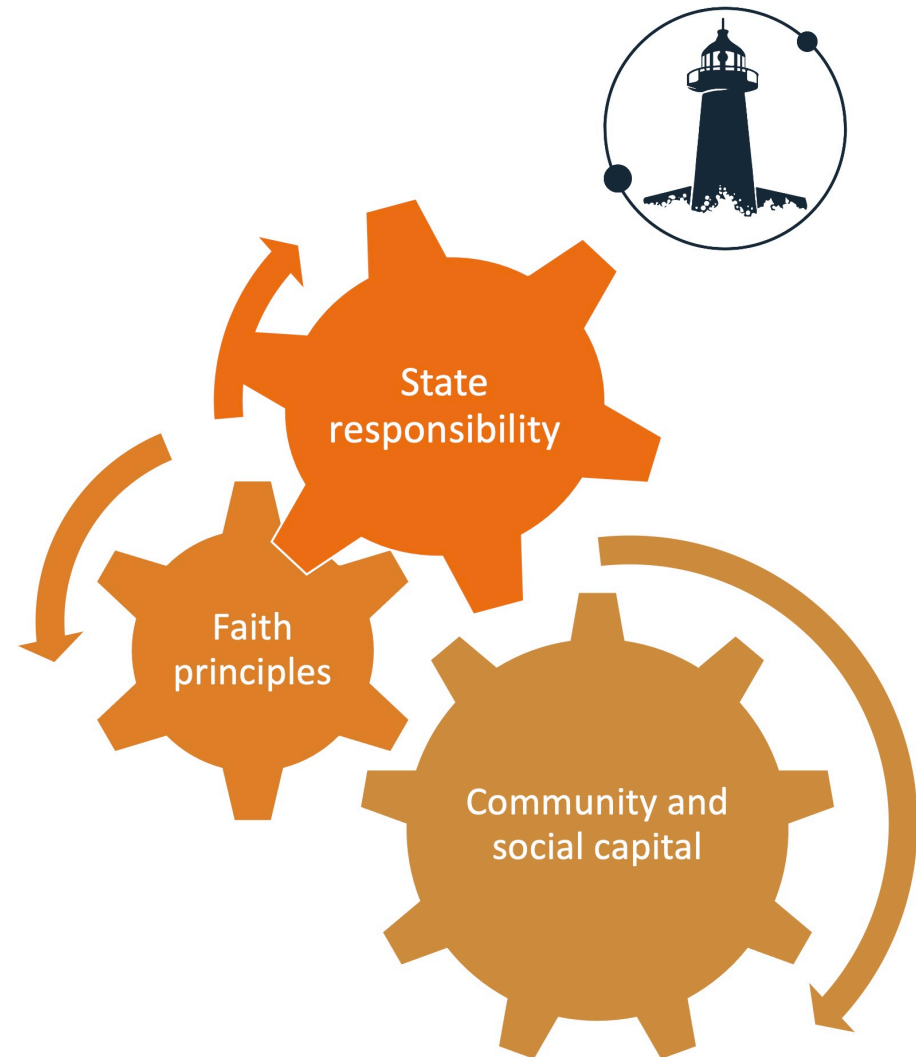 State
responsibility
Faith
principles
Community and
social capital